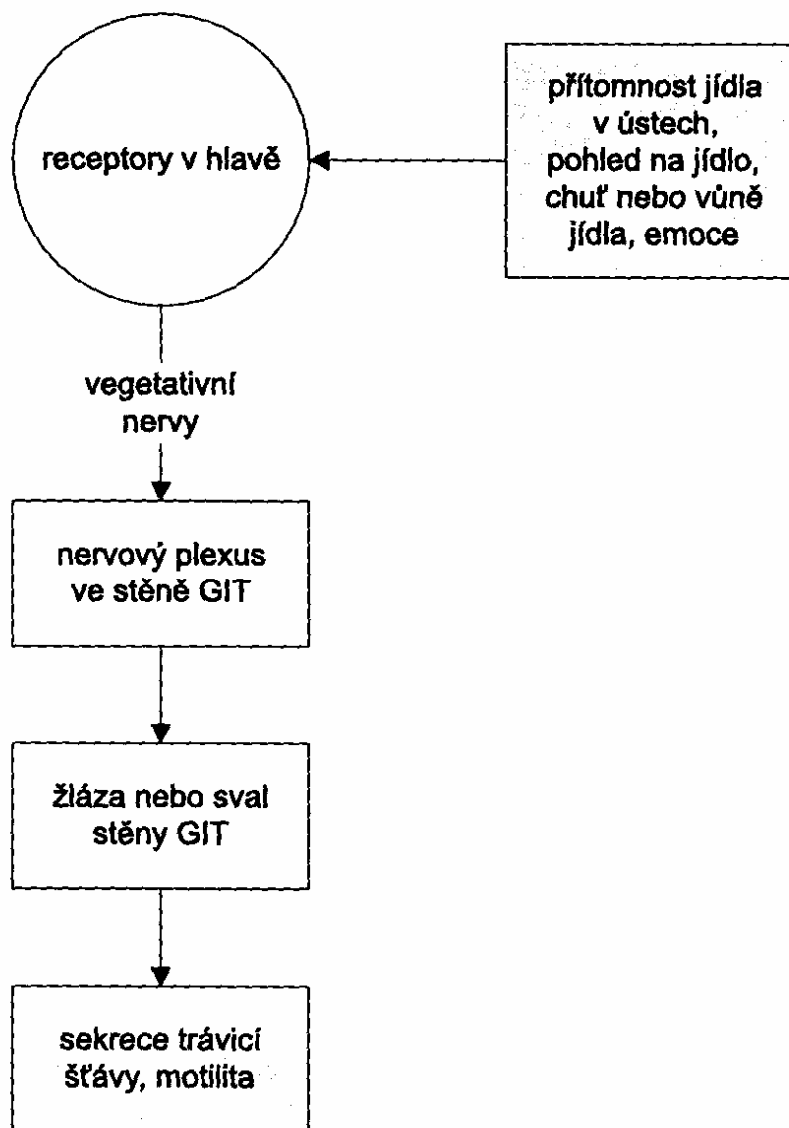 receptory v hlavě
přítomnost jídla
v ústech,
pohled na jídlo,
chuť nebo vůně
jídla, emoce
vegetativní
nervy
nervový plexus
ve stěně GIT
žláza nebo sval
stěny GIT
sekrece trávicí
šťávy, motilita